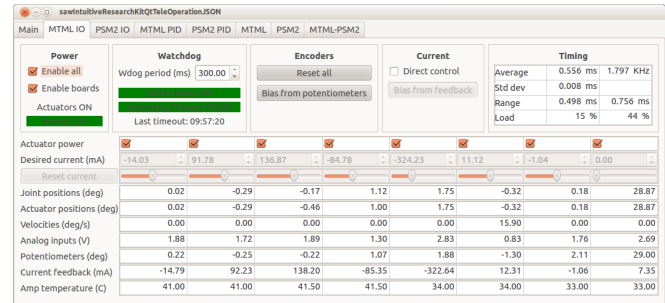 sawIntuitiveResearchKitQtTeleOperationJSON
Main MTML IO PSM2 IO MTML PID PSM2 PID MTML PSM2 MTML-PSM2
Power Watchdog Encoders Current Timing
Enable all Wdog period (ms) 300.00 Reset all Direct control Average 0.556 ms 1.797 KHz
Enable boards Bias from potentiometers Bias from feedback Std dev 0.008 ms
Actuators ON Range 0.498 ms 0.756 ms
Last timeout: 09:57:20 Load 15 % 44 %
Actuator power
Desired current (mA) -14.03 91.78 136.87 -84.78 -324.23 11.12 -1.04 0.00
Reset current
Joint positions (deg) 0.02 -0.29 -0.17 1.12 1.75 -0.32 0.18 28.87
Actuator positions (deg) 0.02 -0.29 -0.46 1.00 1.75 -0.32 0.18 28.87
Velocities (deg/s) 0.00 0.00 0.00 0.00 0.00 15.90 0.00 0.00
Analog inputs (V) 1.88 1.72 1.89 1.30 2.83 0.83 1.76 2.69
Potentiometers (deg) 0.22 -0.25 -0.22 1.07 1.88 -1.30 2.11 29.00
Current feedback (mA) -14.79 92.23 138.20 -85.35 -322.64 12.31 -1.06 7.35
Amp temperature (C) 41.00 41.00 41.50 41.50 34.00 34.00 33.00 33.00